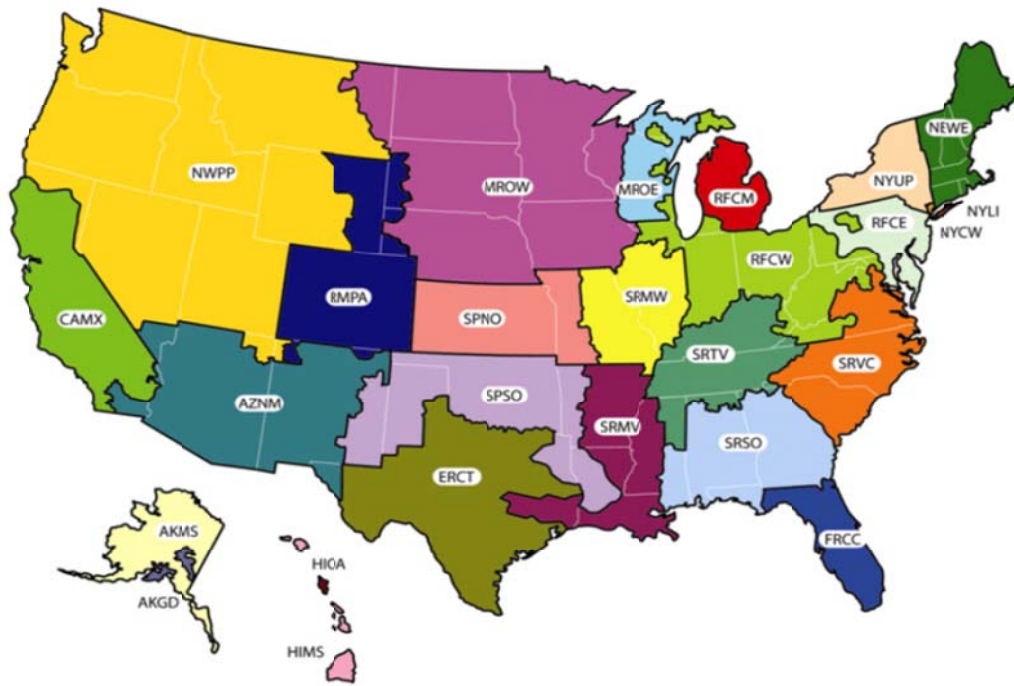 NEWE
NWPP
MROW
MROE
RFCM
NYUP
NYLI
RFCE
NYCW
RFCW
SRMW
RMPA
CAMX
SPNO
SRTV
SRVC
AZNM
SPSO
SRMV
SRSO
ERCT
AKMS
FRCC
HIOA
AKGD
HIMS